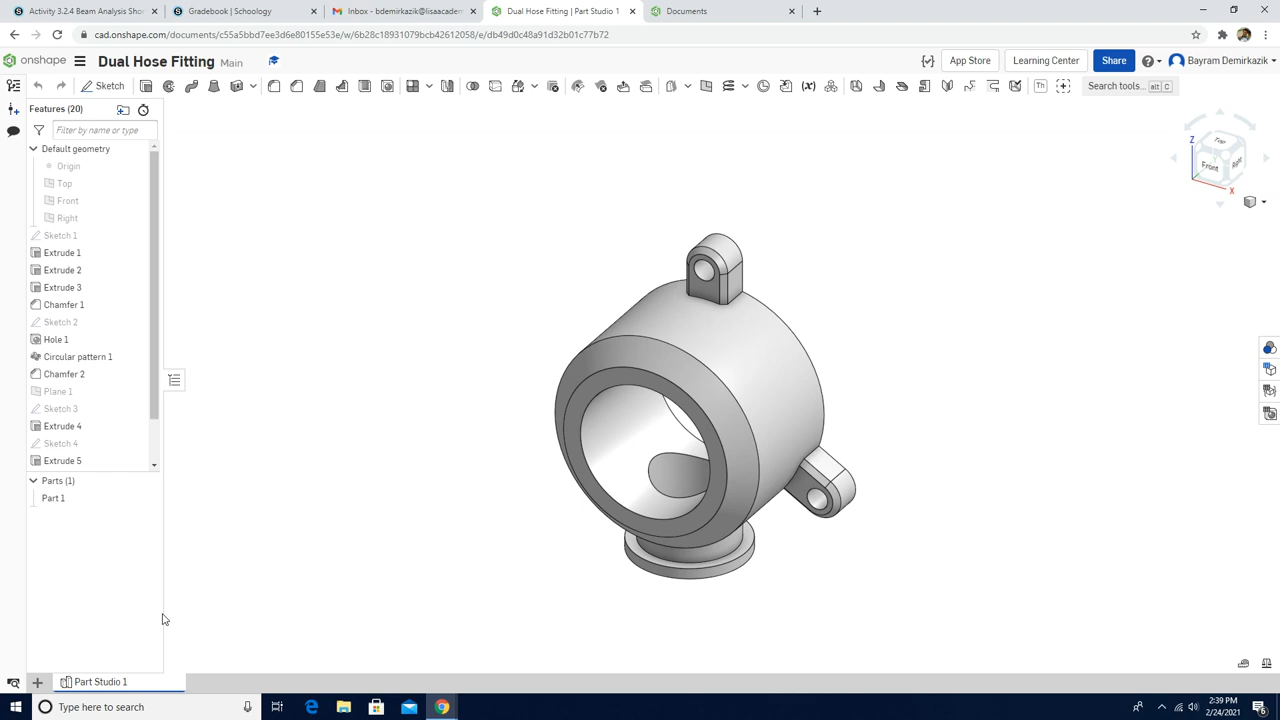 Activity 3.2.4 Beam Analysis Sho
Gradebook | Schoology
Inbox - bdemirkazik@lisaacadem
Dual Hose Fitting | Part Studio 1
Documents
cad.onshape.com/documents/c55a5bbd7ee3d6e80155e53e/w/6b28c18931079bcb42612058/e/db49d0c48a91d32b01c77b72
onshape
Dual Hose Fitting Main
App Store
Learning Center
Share
Bayram Demirkazik
Sketch
Search tools... alt C
Features (20)
Filter by name or type
Default geometry
Origin
Top
Front
Right
Sketch 1
Extrude 1
Extrude 2
Extrude 3
Chamfer 1
Sketch 2
Hole 1
Circular pattern 1
Chamfer 2
Plane 1
Sketch 3
Extrude 4
Sketch 4
Extrude 5
Parts (1)
Part 1
Z
Top
Front
Right
X
Part Studio 1
Type here to search
2:39 PM
2/24/2021
6